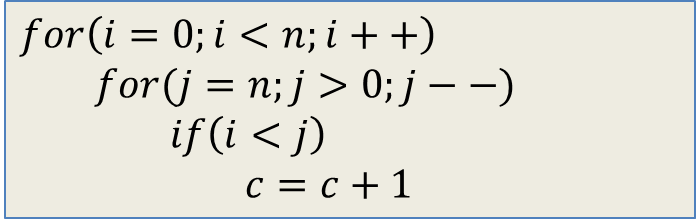 for(i = 0; i < n; i + +)
for(j = n; j > 0; j − −)
if(i < j)
c = c + 1